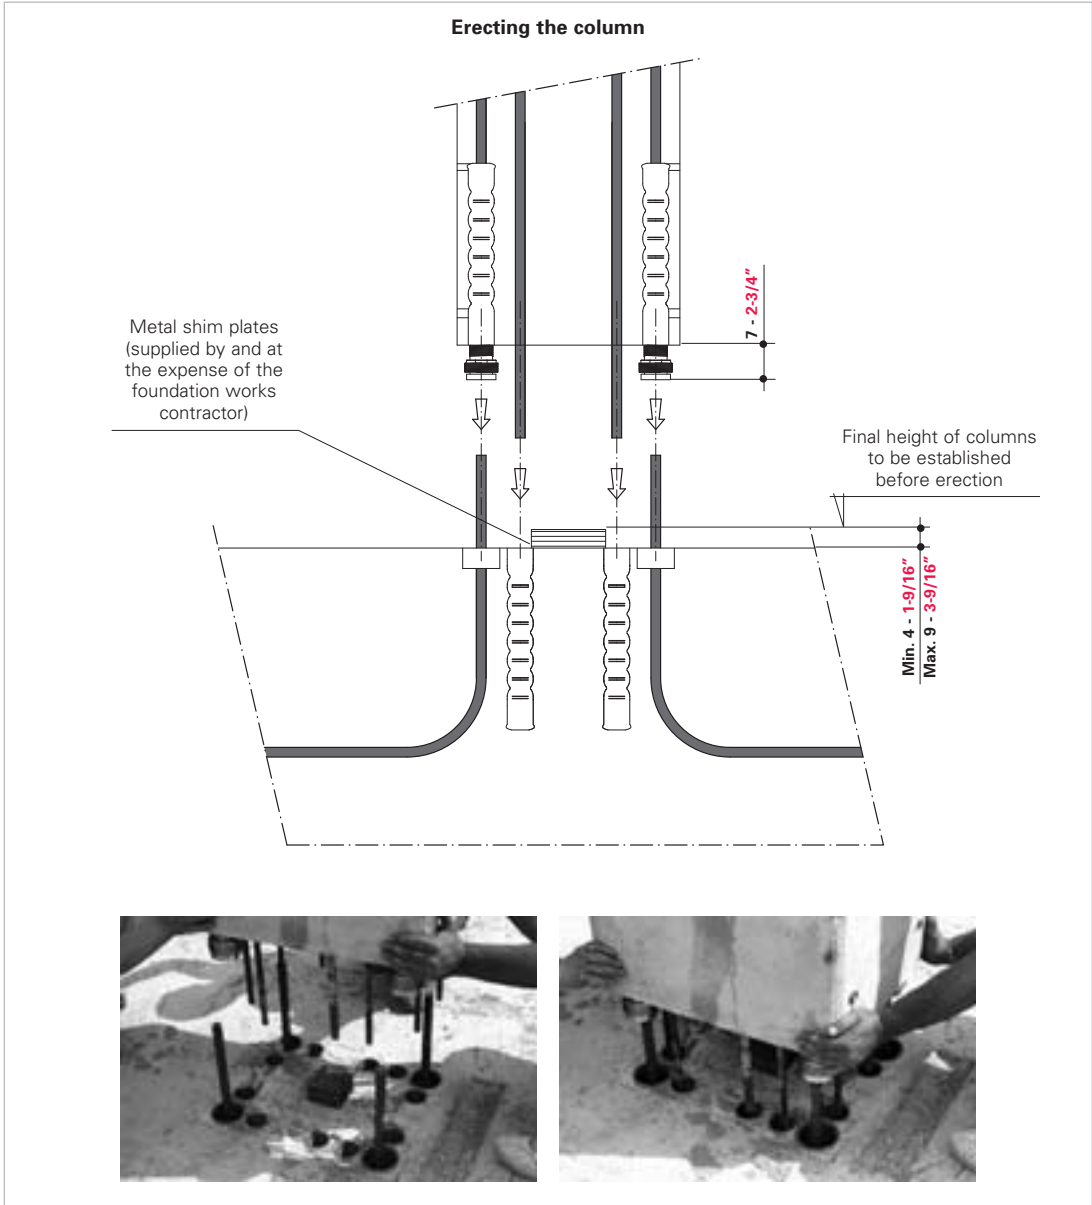 Erecting the column
7 - 2-3/4”
Metal shim plates
(supplied by and at
the expense of the
foundation works
contractor)
Final height of columns
to be established
before erection
Min. 4 - 1-9/16”
Max. 9 - 3-9/16”